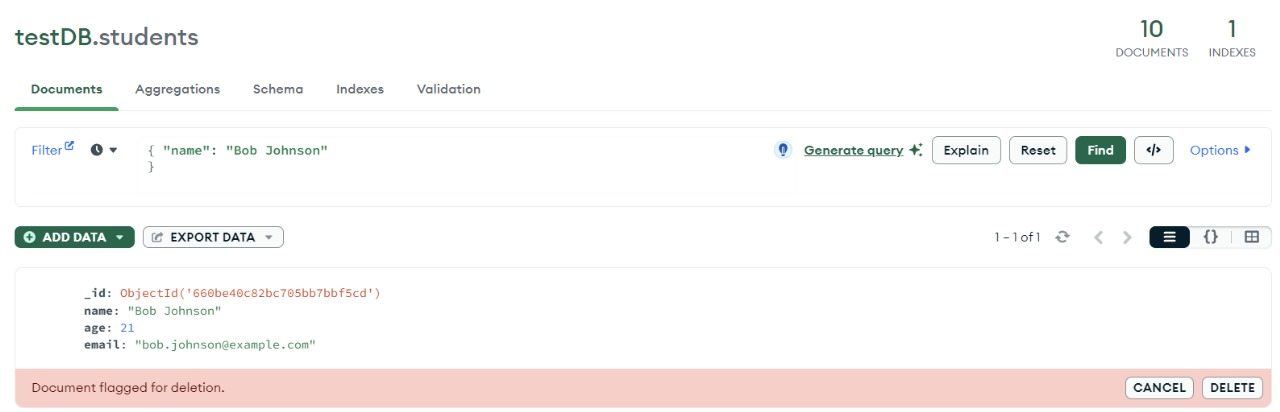 testDB.students
10
DOCUMENTS
1
INDEXES
Documents Aggregations Schema Indexes Validation
Filter { "name": "Bob Johnson" Generate query Explain Reset Find </> Options
}
ADD DATA EXPORT DATA 1 – 1 of 1 {}
_id: ObjectId('660be40c82bc705bb7bbf5cd')
name: "Bob Johnson"
age: 21
email: "bob.johnson@example.com"
Document flagged for deletion. CANCEL DELETE